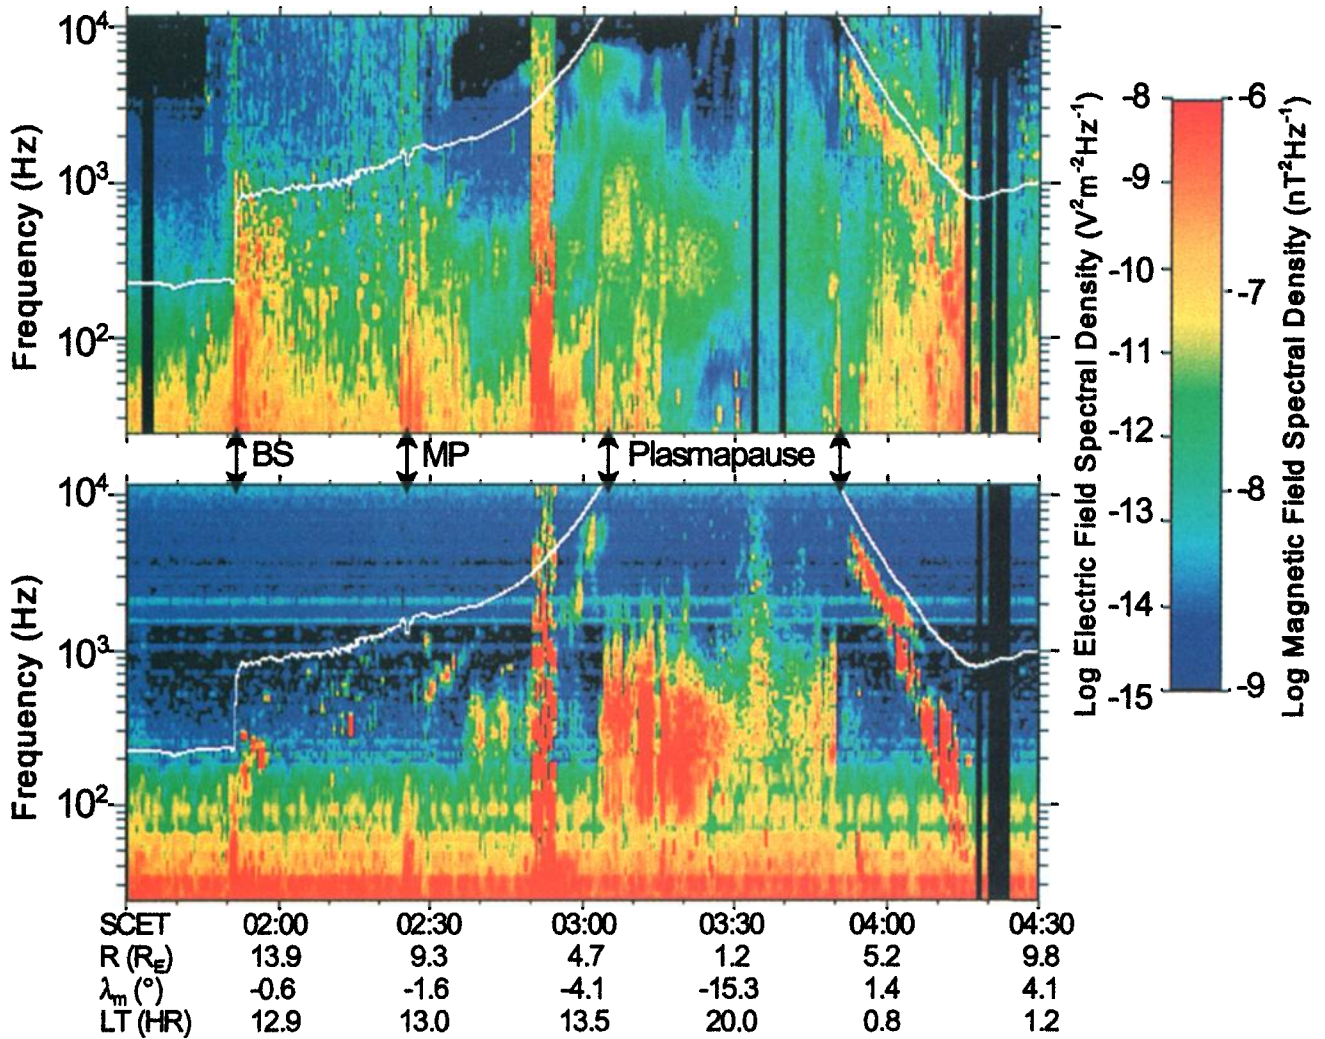 10⁴
10³
10²
Frequency (Hz)
BS
MP
Plasmapause
10⁴
10³
10²
Frequency (Hz)
Log Electric Field Spectral Density (V²m⁻²Hz⁻¹)
-8
-9
-10
-11
-12
-13
-14
-15
-6
-7
-8
-9
Log Magnetic Field Spectral Density (nT²Hz⁻¹)
SCET 02:00 02:30 03:00 03:30 04:00 04:30
R (R_E) 13.9 9.3 4.7 1.2 5.2 9.8
λ_m (°) -0.6 -1.6 -4.1 -15.3 1.4 4.1
LT (HR) 12.9 13.0 13.5 20.0 0.8 1.2